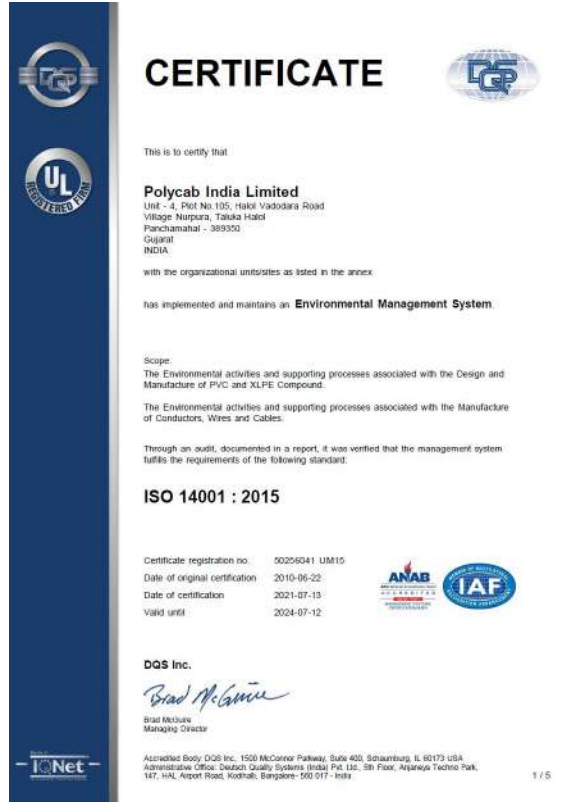 DQS
CERTIFICATE
DQS
This is to certify that
UL
REGISTERED FIRM
Polycab India Limited
Unit - 4, Plot No.105, Halol Vadodara Road
Village Nurpura, Taluka Halol
Panchamahal - 389350
Gujarat
INDIA
with the organizational units/sites as listed in the annex
has implemented and maintains an Environmental Management System.
Scope:
The Environmental activities and supporting processes associated with the Design and
Manufacture of PVC and XLPE Compound.
The Environmental activities and supporting processes associated with the Manufacture
of Conductors, Wires and Cables.
Through an audit, documented in a report, it was verified that the management system
fulfills the requirements of the following standard:
ISO 14001 : 2015
Certificate registration no. 50256041 UM15
Date of original certification 2010-06-22
Date of certification 2021-07-13
Valid until 2024-07-12
ANAB
ACCREDITED
IAF
DQS Inc.
Brad McGuire
Brad McGuire
Managing Director
IQNet
Accredited Body: DQS Inc., 1500 McConnor Parkway, Suite 400, Schaumburg, IL 60173 USA
Administrative Office: Deutsch Quality Systems (India) Pvt. Ltd., 5th Floor, Anjaneya Techno Park,
147, HAL Airport Road, Kodihalli, Bangalore- 560 017 - India
1 / 5